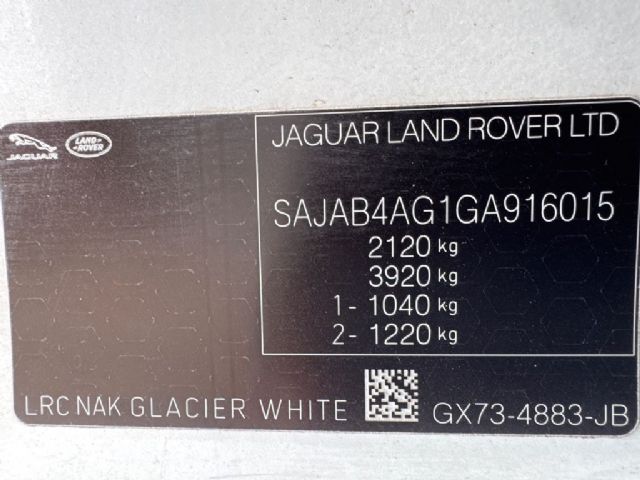 JAGUAR
LAND ROVER
JAGUAR LAND ROVER LTD
SAJAB4AG1GA916015
2120 kg
3920 kg
1- 1040 kg
2- 1220 kg
LRC NAK GLACIER WHITE
GX73-4883-JB